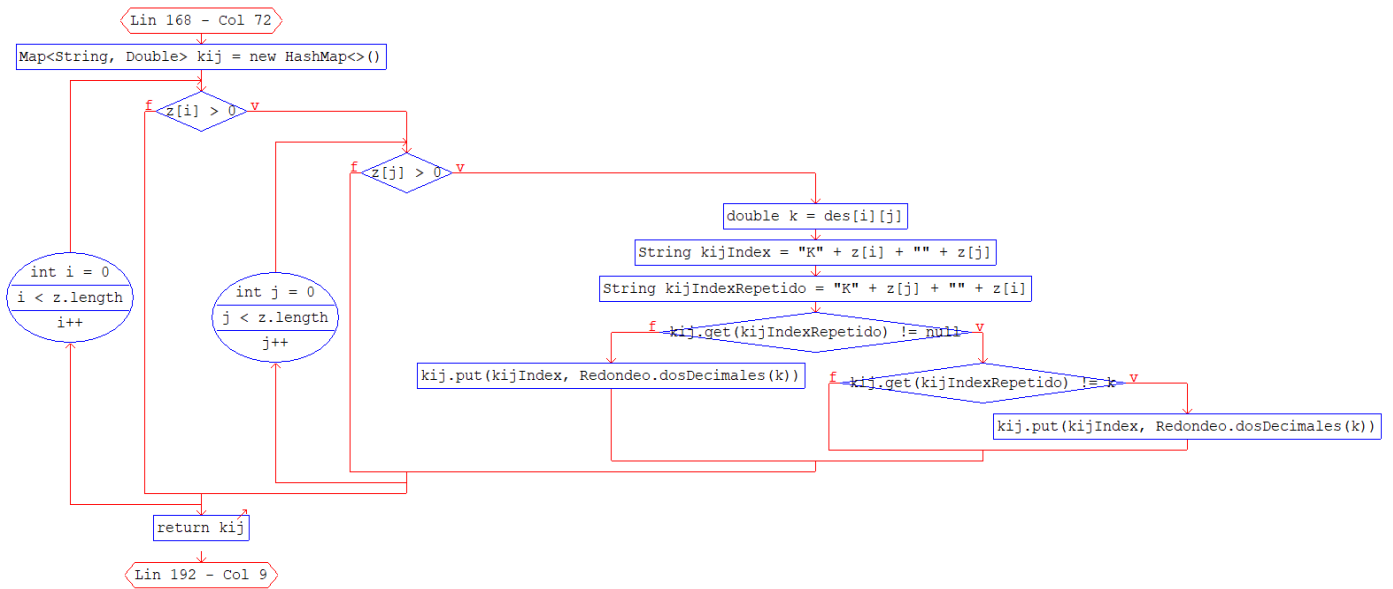 Lin 168 - Col 72
Map<String, Double> kij = new HashMap<>()
f
z[i] > 0
v
f
z[j] > 0
v
double k = des[i][j]
String kijIndex = "K" + z[i] + "" + z[j]
int i = 0
i < z.length
i++
int j = 0
j < z.length
j++
String kijIndexRepetido = "K" + z[j] + "" + z[i]
f
kij.get(kijIndexRepetido) != null
v
kij.put(kijIndex, Redondeo.dosDecimales(k))
f
kij.get(kijIndexRepetido) != k
v
kij.put(kijIndex, Redondeo.dosDecimales(k))
return kij
Lin 192 - Col 9